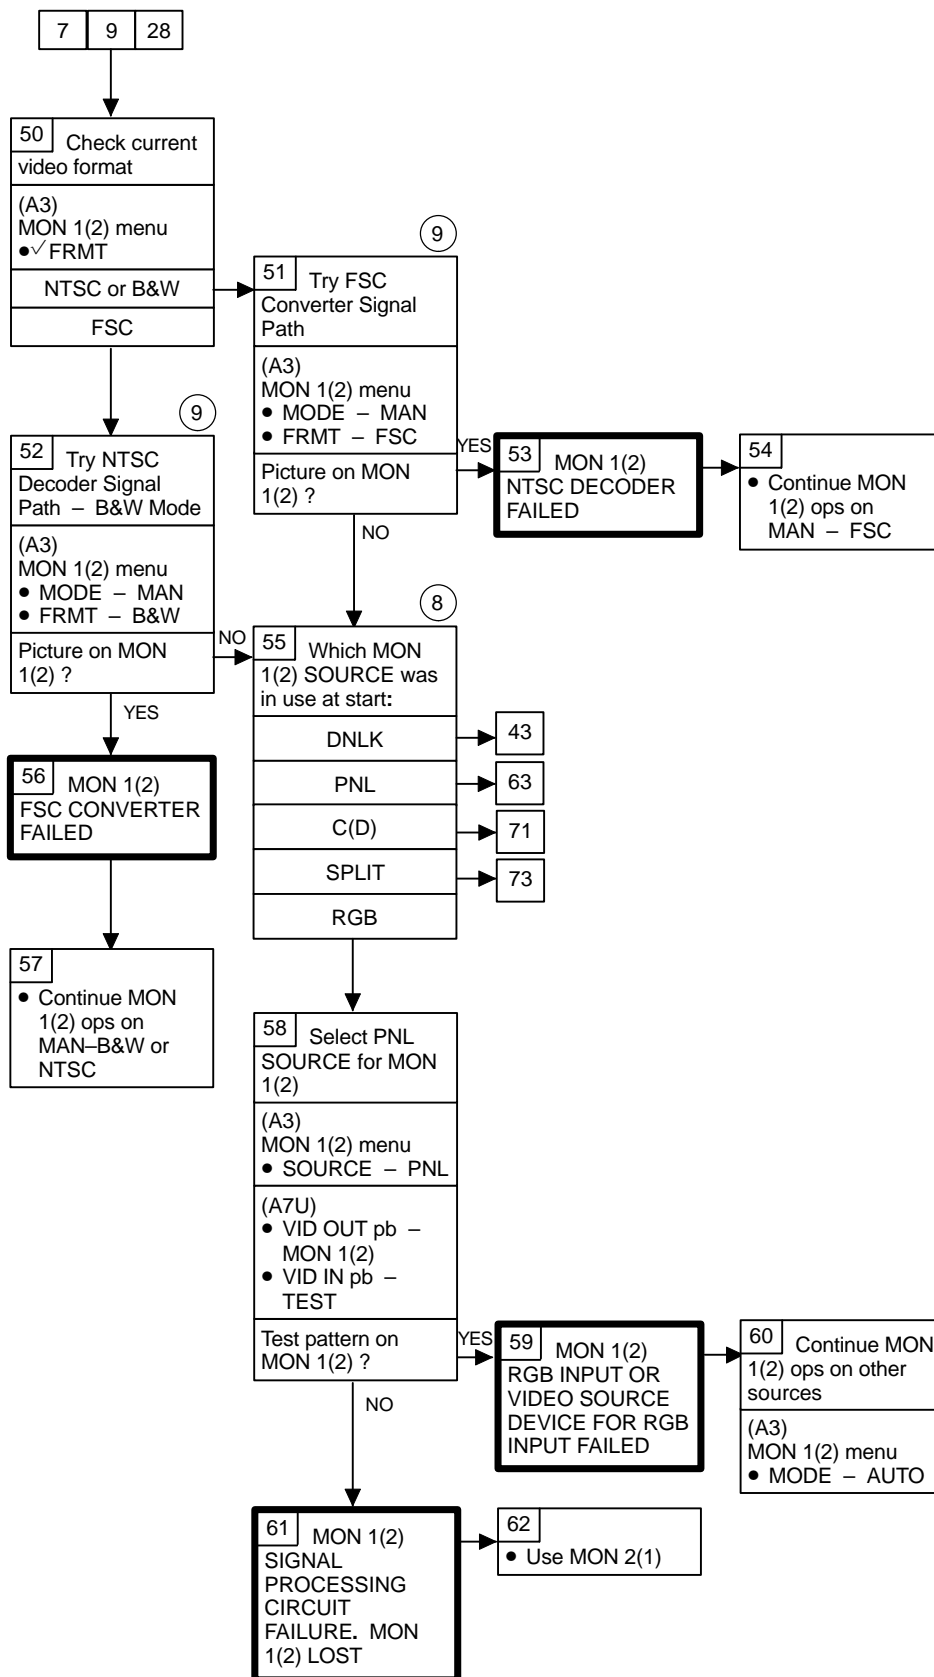 7 9 28
50 Check current
video format
(A3)
MON 1(2) menu
●√ FRMT
NTSC or B&W
FSC
9
51 Try FSC
Converter Signal
Path
(A3)
MON 1(2) menu
● MODE – MAN
● FRMT – FSC
Picture on MON
1(2) ?
YES
NO
9
52 Try NTSC
Decoder Signal
Path – B&W Mode
(A3)
MON 1(2) menu
● MODE – MAN
● FRMT – B&W
Picture on MON
1(2) ?
NO
YES
53 MON 1(2)
NTSC DECODER
FAILED
54
● Continue MON
1(2) ops on
MAN – FSC
8
55 Which MON
1(2) SOURCE was
in use at start:
DNLK 43
PNL 63
C(D) 71
SPLIT 73
RGB
56 MON 1(2)
FSC CONVERTER
FAILED
57
● Continue MON
1(2) ops on
MAN–B&W or
NTSC
58 Select PNL
SOURCE for MON
1(2)
(A3)
MON 1(2) menu
● SOURCE – PNL
(A7U)
● VID OUT pb –
MON 1(2)
● VID IN pb –
TEST
Test pattern on
MON 1(2) ?
YES
NO
59 MON 1(2)
RGB INPUT OR
VIDEO SOURCE
DEVICE FOR RGB
INPUT FAILED
60 Continue MON
1(2) ops on other
sources
(A3)
MON 1(2) menu
● MODE – AUTO
61 MON 1(2)
SIGNAL
PROCESSING
CIRCUIT
FAILURE. MON
1(2) LOST
62
● Use MON 2(1)